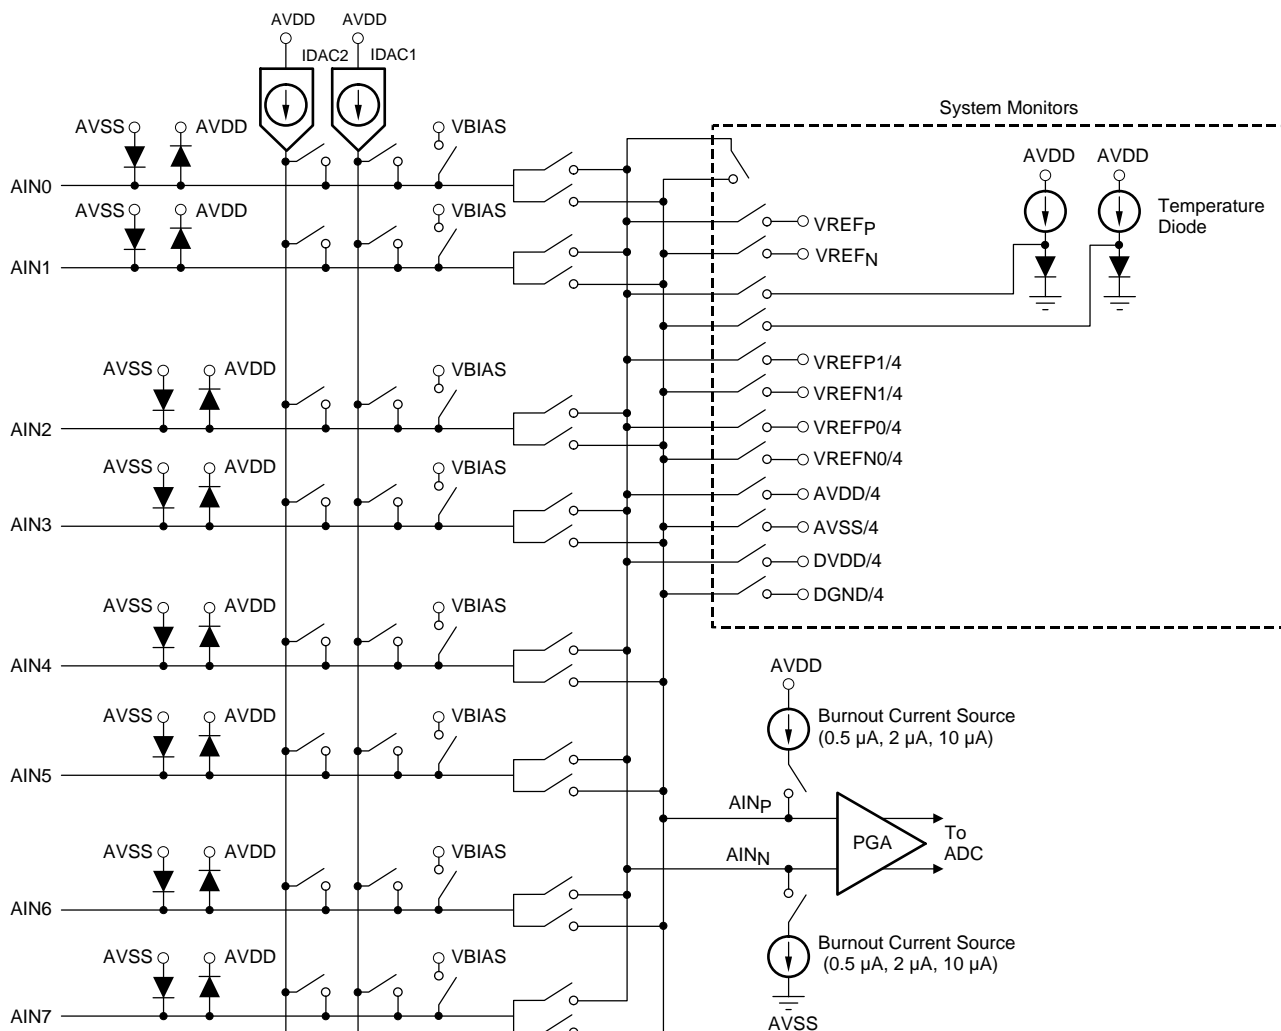 AVDD AVDD
IDAC2 IDAC1
System Monitors
AVSS AVDD VBIAS
AIN0
AVDD AVDD
Temperature
Diode
AVSS AVDD VBIAS
AIN1
VREFP
VREFN
AVSS AVDD VBIAS
AIN2
VREFP1/4
VREFN1/4
VREFP0/4
VREFN0/4
AVSS AVDD VBIAS
AIN3
AVDD/4
AVSS/4
DVDD/4
DGND/4
AVSS AVDD VBIAS
AIN4
AVDD
Burnout Current Source
(0.5 µA, 2 µA, 10 µA)
AVSS AVDD VBIAS
AIN5
AINP
AINN
PGA
To
ADC
AVSS AVDD VBIAS
AIN6
Burnout Current Source
(0.5 µA, 2 µA, 10 µA)
AVSS
AVSS AVDD VBIAS
AIN7